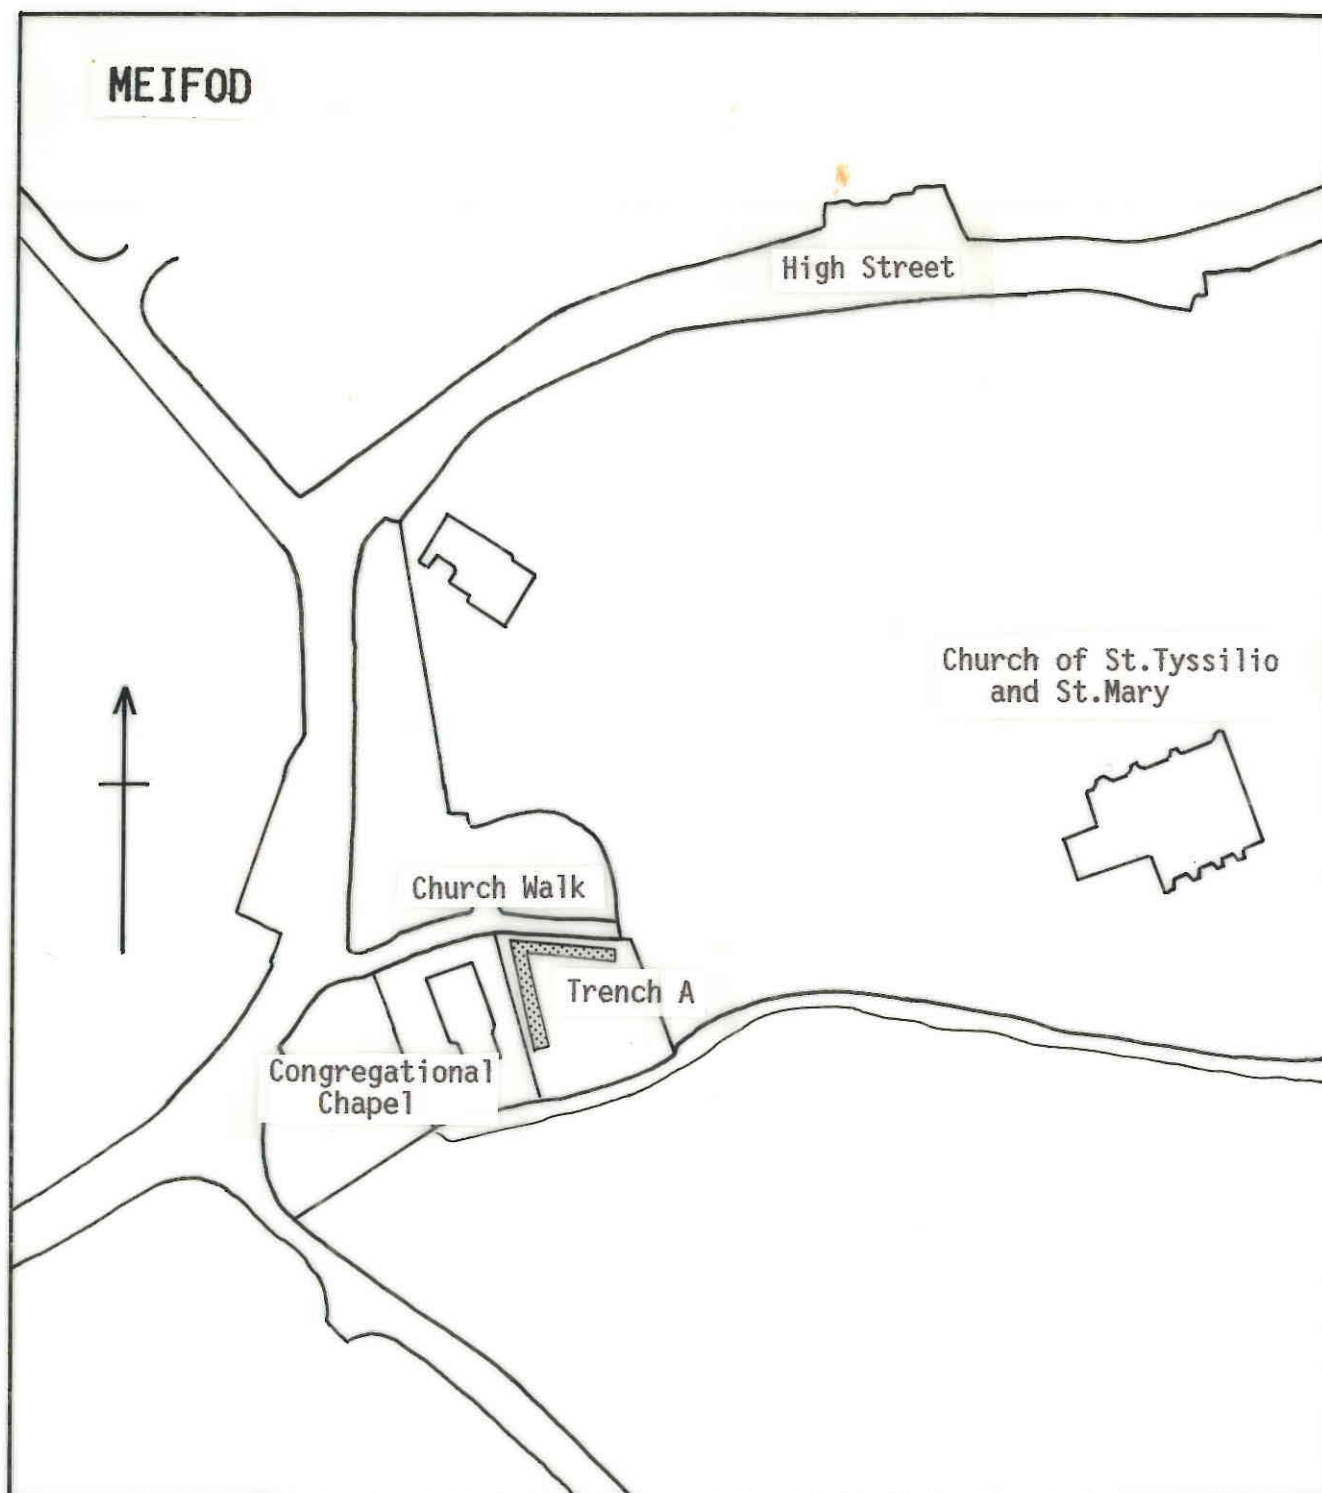 MEIFOD
High Street
Church of St.Tyssilio
and St.Mary
Church Walk
Trench A
Congregational
Chapel